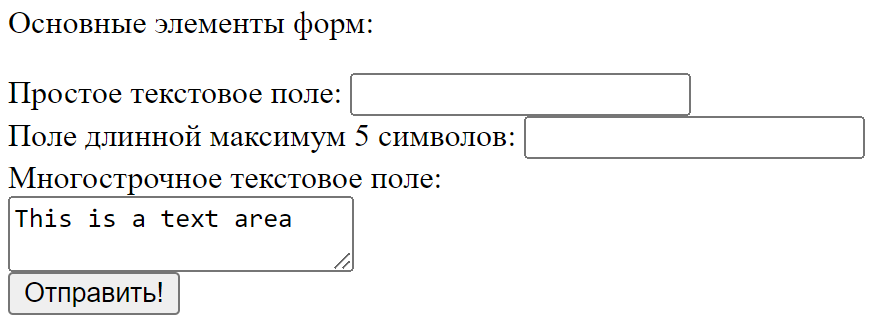 Основные элементы форм:
Простое текстовое поле:
Поле длинной максимум 5 символов:
Многострочное текстовое поле:
This is a text area
Отправить!